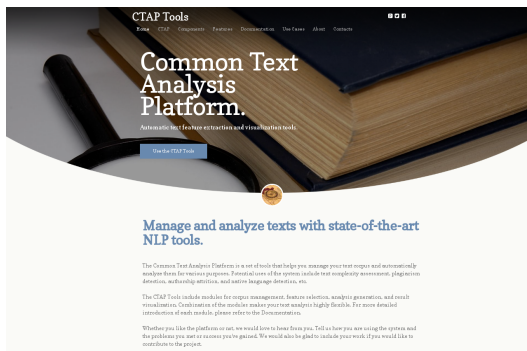 CTAP Tools
Home CTAP Components Features Documentation Use Cases About Contacts
Common Text
Analysis
Platform.
Automatic text feature extraction and visualization tools.
Use the CTAP Tools
Manage and analyze texts with state-of-the-art
NLP tools.
The Common Text Analysis Platform is a set of tools that helps you manage your text corpus and automatically
analyze them for various purposes. Potential uses of the system include text complexity assessment, plagiarism
detection, authorship attrition, and native language detection, etc.
The CTAP Tools include modules for corpus management, feature selection, analysis generation, and result
visualization. Combination of the modules makes your text analysis highly flexible. For more detailed
introduction of each module, please refer to the Documentation.
Whether you like the platform or not, we would love to hear from you. Tell us how you are using the system and
the problems you met or success you've gained. We would also be glad to include your work if you would like to
contribute to the project.